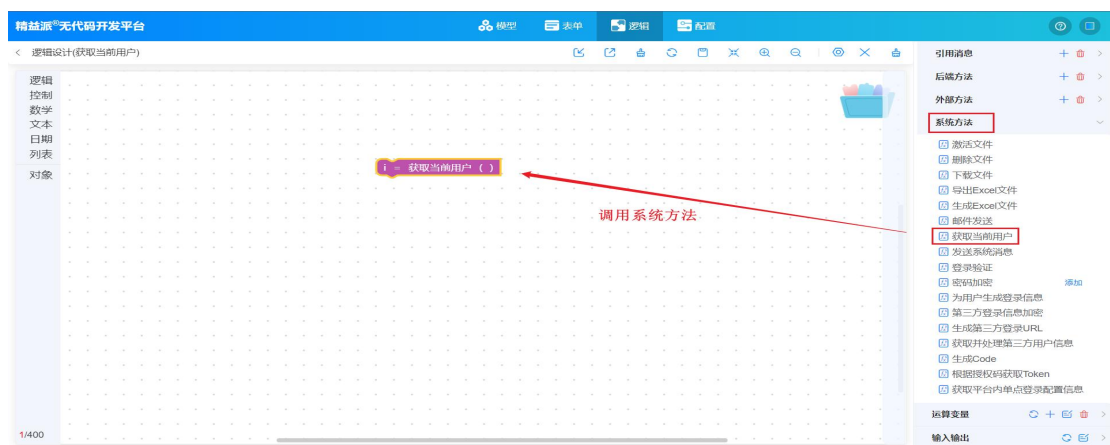 精益派®无代码开发平台 模型 表单 逻辑 配置
< 逻辑设计(获取当前用户)
逻辑
控制
数学
文本
日期
列表
对象
i = 获取当前用户 ( )
调用系统方法
1/400
引用消息
后端方法
外部方法
系统方法
激活文件
删除文件
下载文件
导出Excel文件
生成Excel文件
邮件发送
获取当前用户
发送系统消息
登录验证
密码加密 添加
为用户生成登录信息
第三方登录信息加密
生成第三方登录URL
获取并处理第三方用户信息
生成Code
根据授权码获取Token
获取平台内单点登录配置信息
运算变量
输入输出